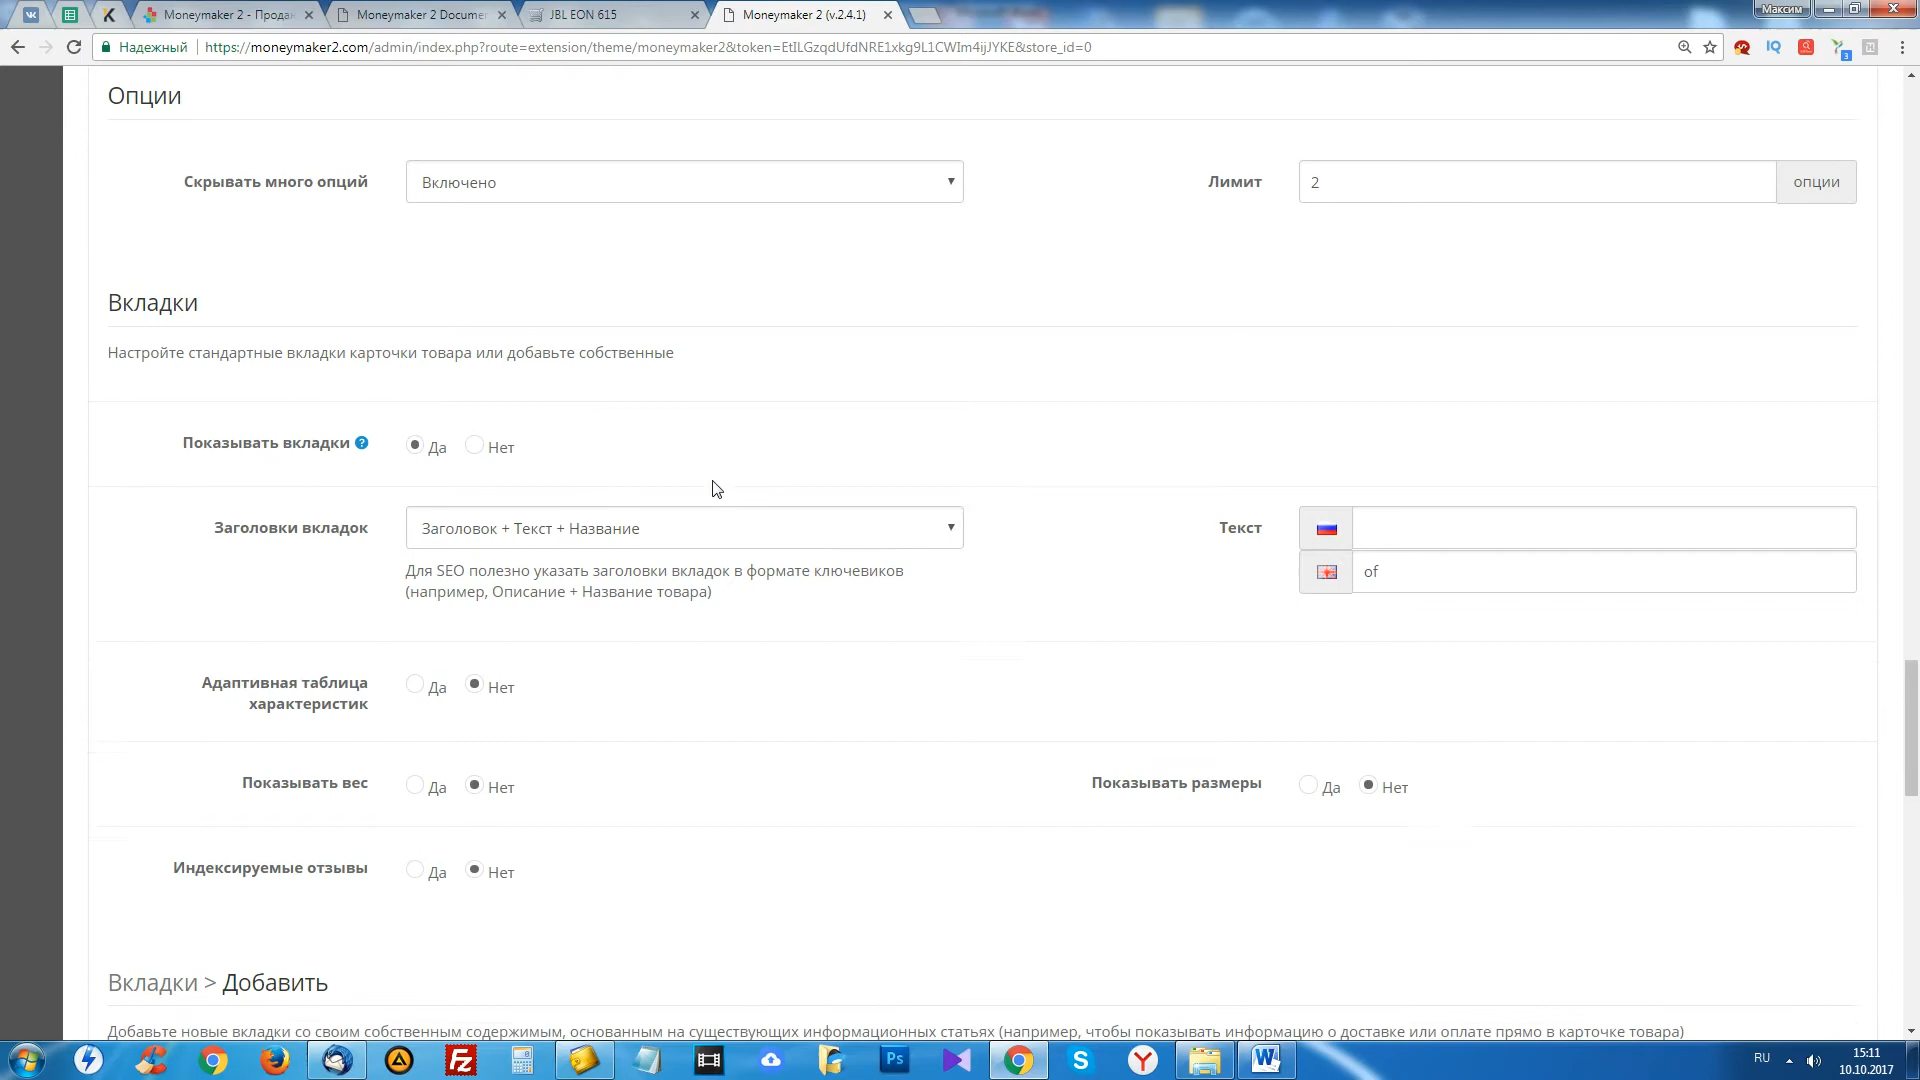 Moneymaker 2 - Прода
Moneymaker 2 Docume
JBL EON 615
Moneymaker 2 (v.2.4.1)
Максим
Надежный
https://moneymaker2.com/admin/index.php?route=extension/theme/moneymaker2&token=EtILGzqdUfdNRE1xkg9L1CWIm4ijJYKE&store_id=0
Опции
Скрывать много опций
Включено
Лимит
2
опции
Вкладки
Настройте стандартные вкладки карточки товара или добавьте собственные
Показывать вкладки
Да
Нет
Заголовки вкладок
Заголовок + Текст + Название
Текст
of
Для SEO полезно указать заголовки вкладок в формате ключевиков
(например, Описание + Название товара)
Адаптивная таблица
характеристик
Да
Нет
Показывать вес
Да
Нет
Показывать размеры
Да
Нет
Индексируемые отзывы
Да
Нет
Вкладки > Добавить
Добавьте новые вкладки со своим собственным содержимым, основанным на существующих информационных статьях (например, чтобы показывать информацию о доставке или оплате прямо в карточке товара)
RU
15:11
10.10.2017